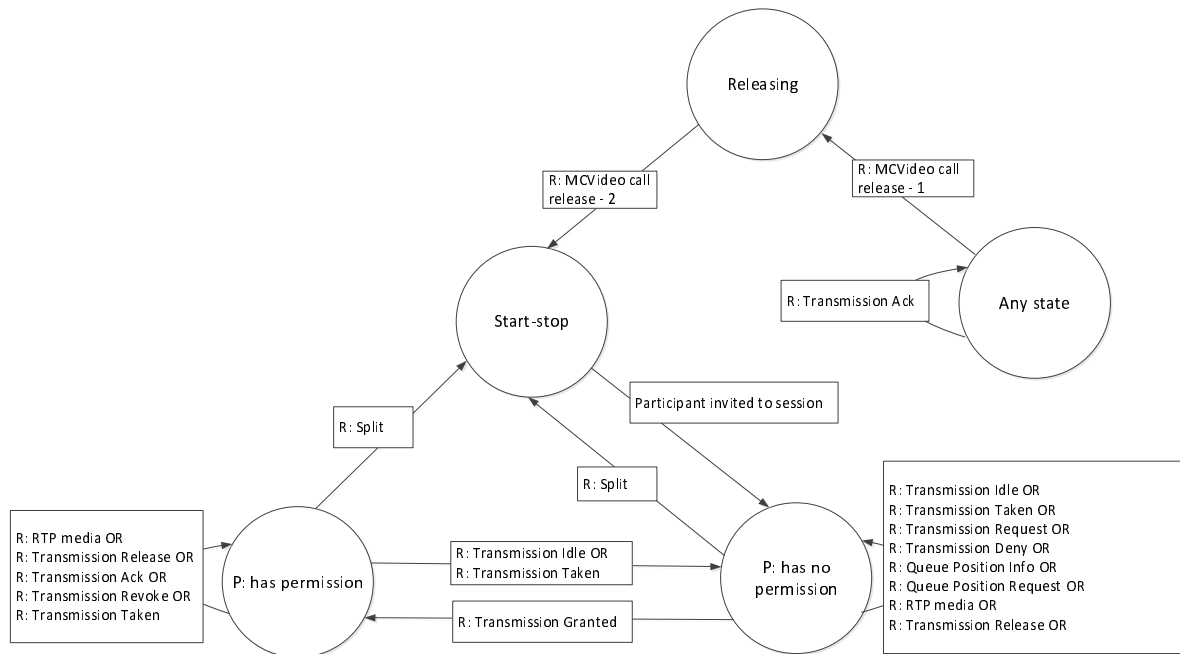 Releasing
R: MCVideo call
release - 2
R: MCVideo call
release - 1
Start-stop
R: Transmission Ack
Any state
Participant invited to session
R: Split
R: Split
R: RTP media OR
R: Transmission Release OR
R: Transmission Ack OR
R: Transmission Revoke OR
R: Transmission Taken
P: has permission
R: Transmission Idle OR
R: Transmission Taken
R: Transmission Granted
P: has no
permission
R: Transmission Idle OR
R: Transmission Taken OR
R: Transmission Request OR
R: Transmission Deny OR
R: Queue Position Info OR
R: Queue Position Request OR
R: RTP media OR
R: Transmission Release OR